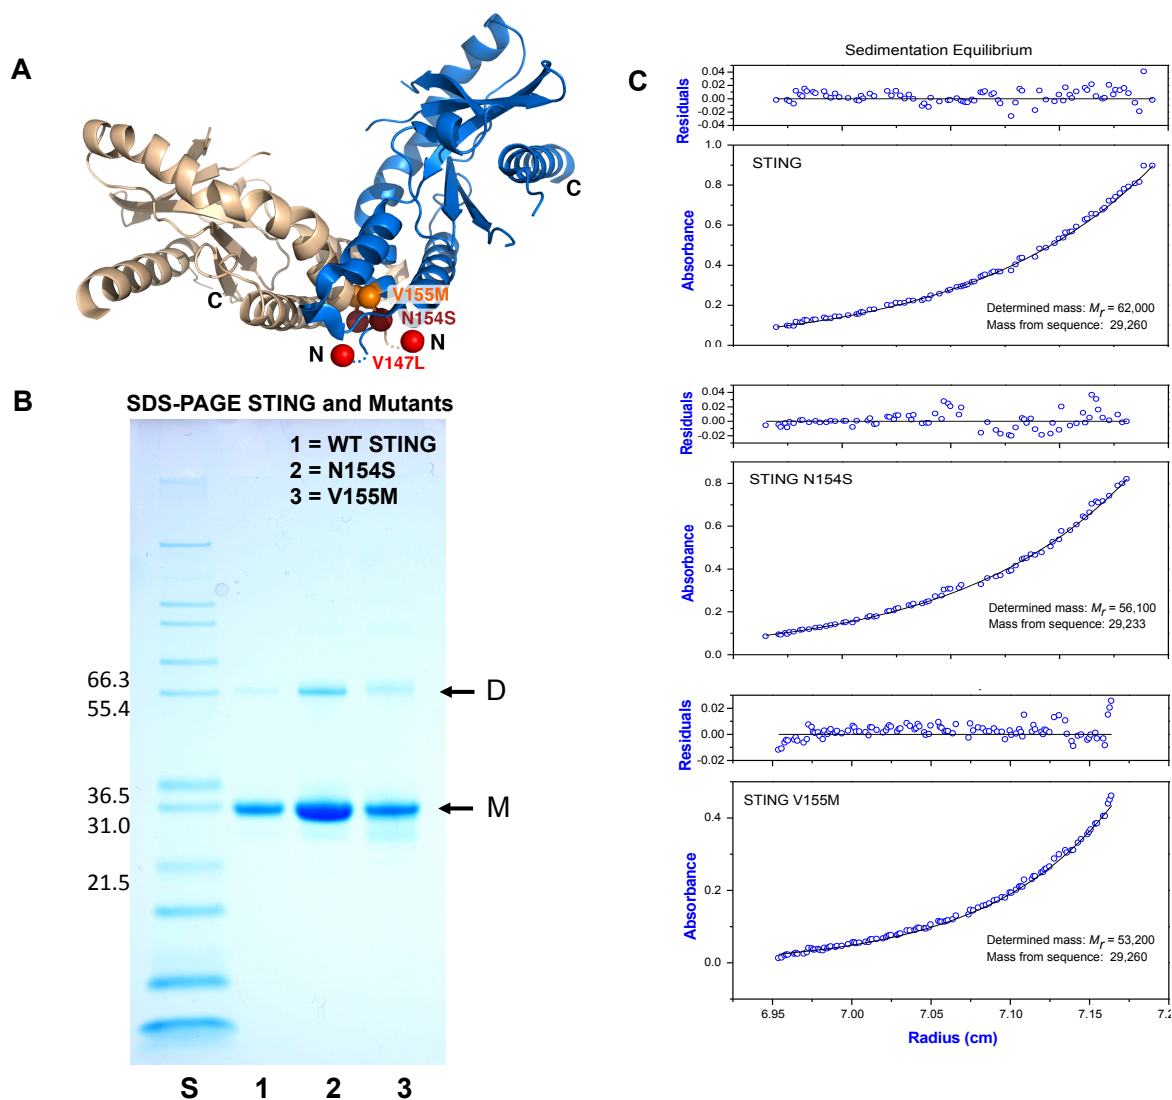 A
C
C
V155M
N154S
N
N
V147L
B
SDS-PAGE STING and Mutants
1 = WT STING
2 = N154S
3 = V155M
66.3
55.4
36.5
31.0
21.5
D
M
S 1 2 3
C
Sedimentation Equilibrium
Residuals
0.04
0.02
0.00
-0.02
-0.04
Absorbance
1.0
0.8
0.6
0.4
0.2
0.0
STING
Determined mass: Mr = 62,000
Mass from sequence: 29,260
Residuals
0.04
0.02
0.00
-0.02
Absorbance
0.8
0.6
0.4
0.2
0.0
STING N154S
Determined mass: Mr = 56,100
Mass from sequence: 29,233
Residuals
0.02
0.00
-0.02
Absorbance
0.4
0.2
0.0
STING V155M
Determined mass: Mr = 53,200
Mass from sequence: 29,260
6.95 7.00 7.05 7.10 7.15 7.2
Radius (cm)